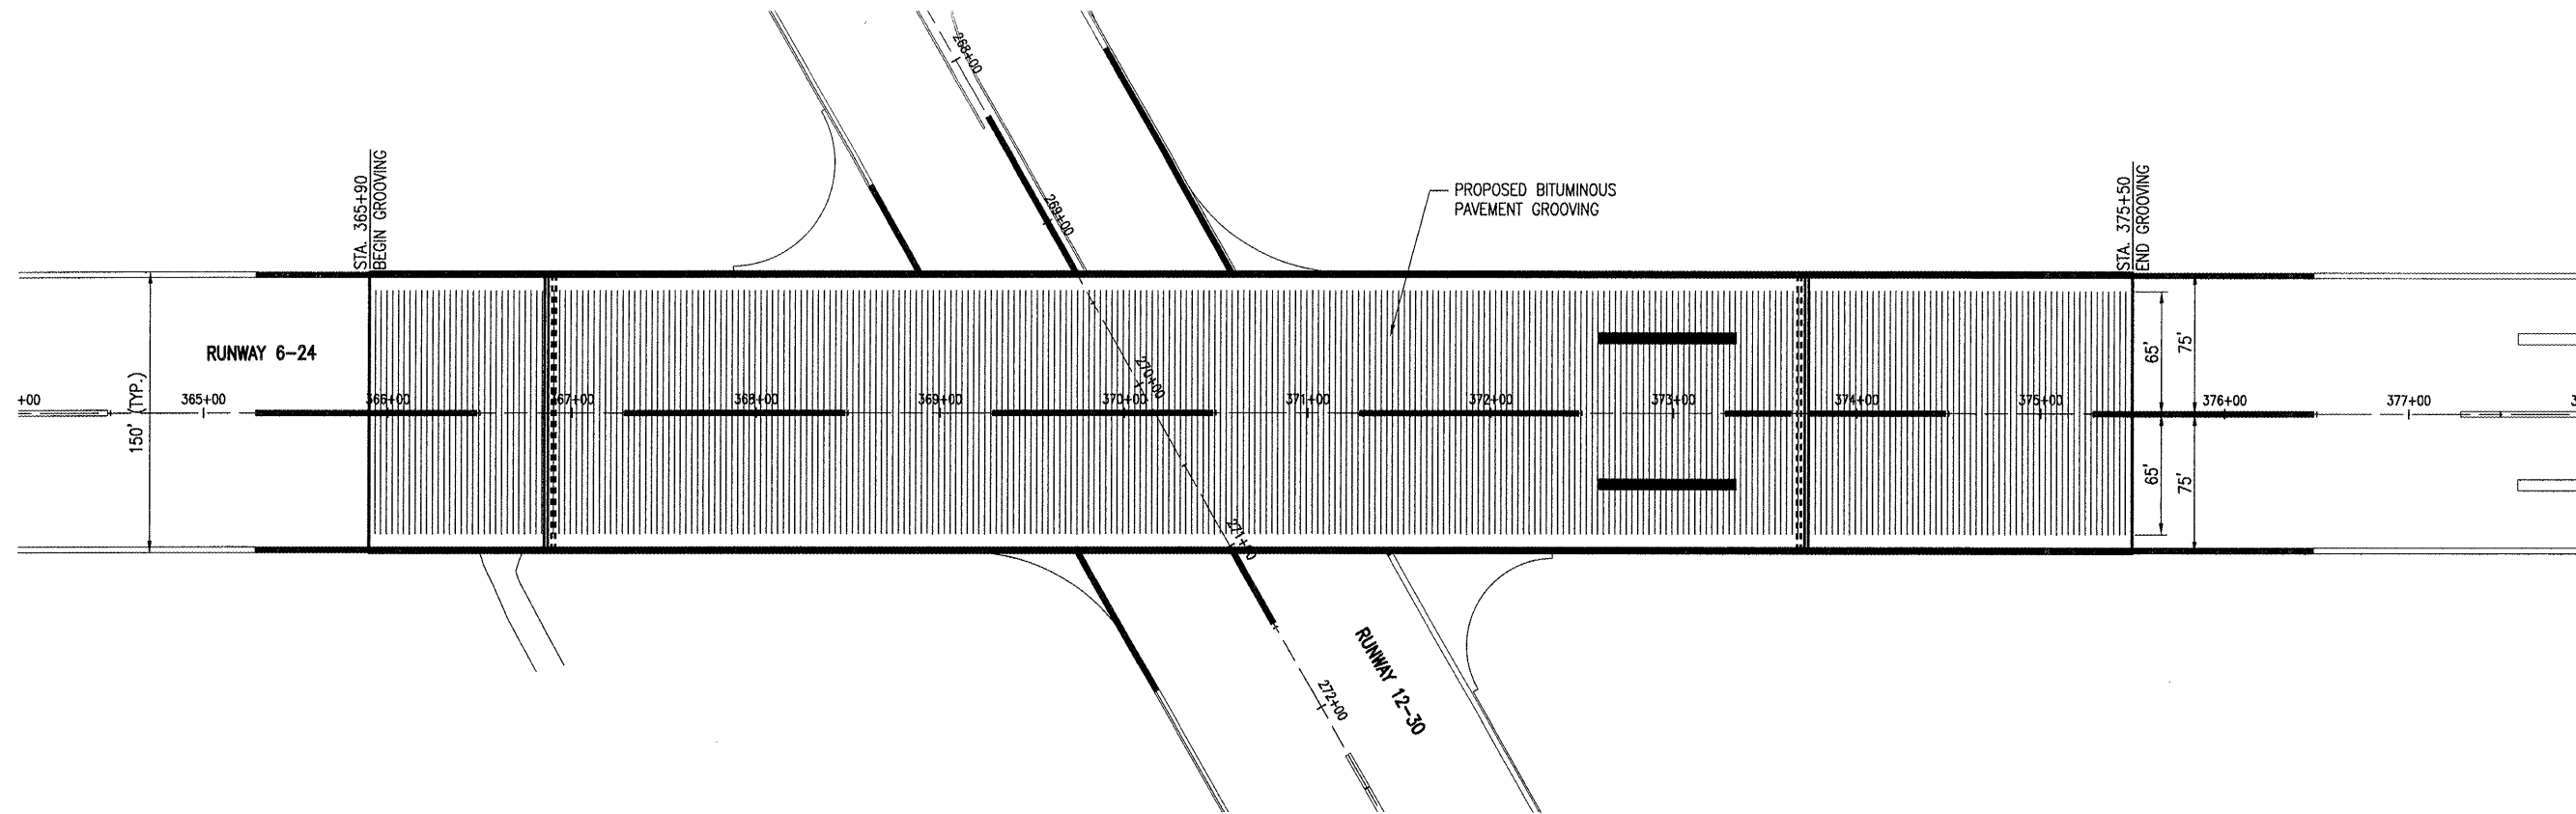 268+00
269+00
STA. 365+90
BEGIN GROOVING
PROPOSED BITUMINOUS
PAVEMENT GROOVING
STA. 375+50
END GROOVING
RUNWAY 6-24
150' (TYP.)
65'
75'
270+00
+00
365+00
366+00
367+00
368+00
369+00
370+00
371+00
372+00
373+00
374+00
375+00
376+00
377+00
3
65'
75'
271+00
RUNWAY 12-30
272+00